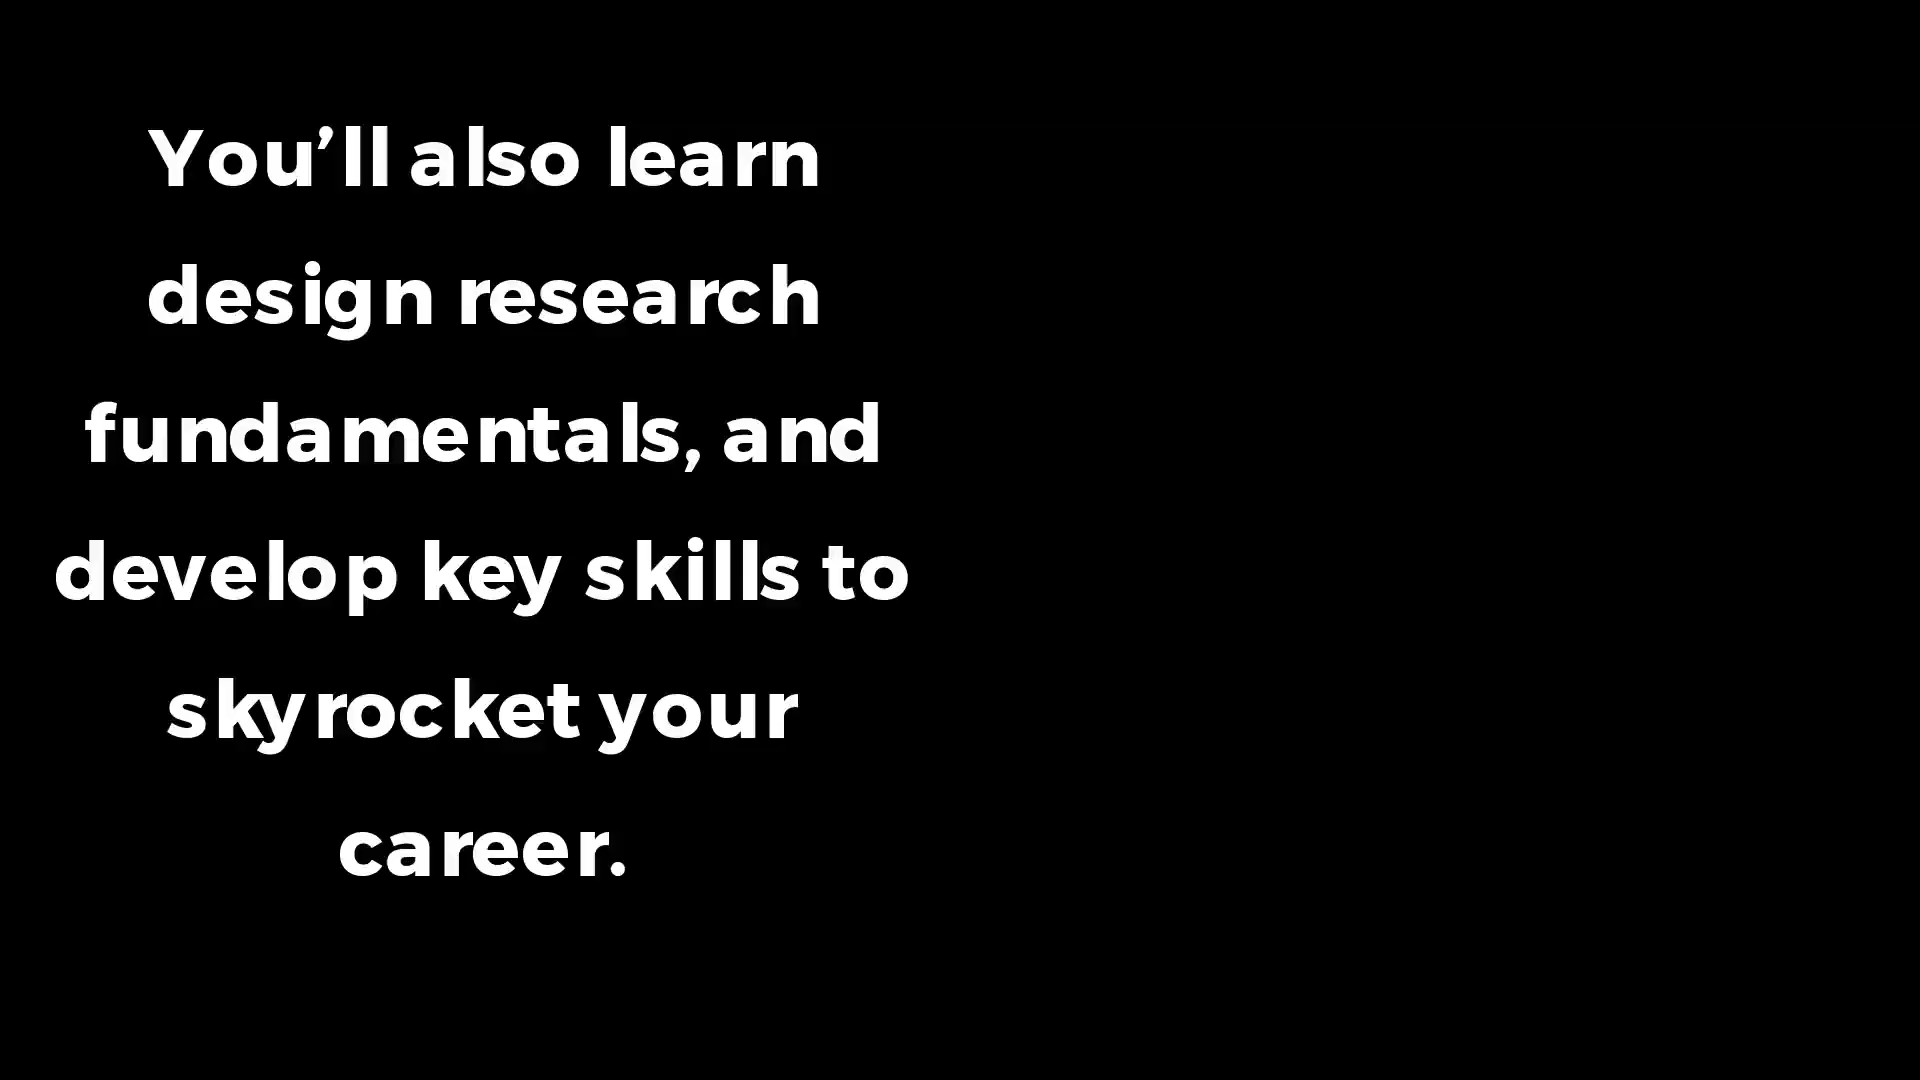 You’ll also learn
design research
fundamentals, and
develop key skills to
skyrocket your
career.